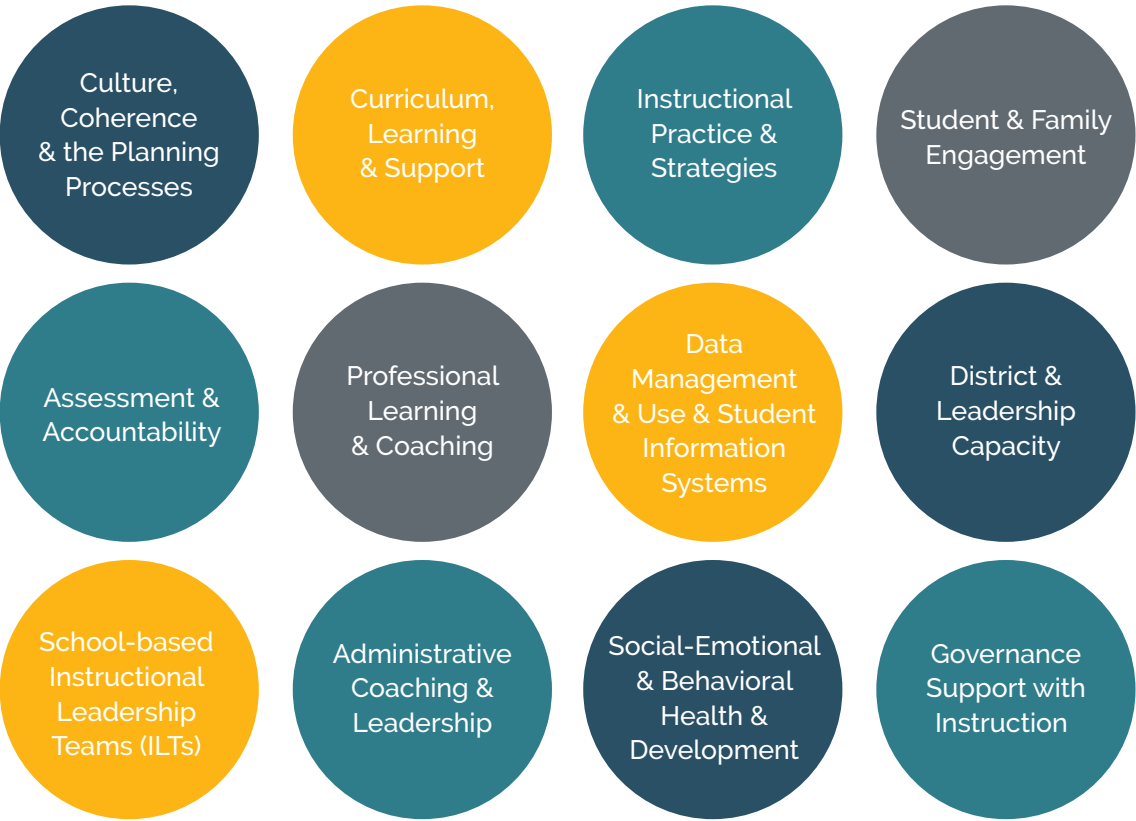 Culture,
Coherence
& the Planning
Processes
Curriculum,
Learning
& Support
Instructional
Practice &
Strategies
Student & Family
Engagement
Assessment &
Accountability
Professional
Learning
& Coaching
Data
Management
& Use & Student
Information
Systems
District &
Leadership
Capacity
School-based
Instructional
Leadership
Teams (ILTs)
Administrative
Coaching &
Leadership
Social-Emotional
& Behavioral
Health &
Development
Governance
Support with
Instruction